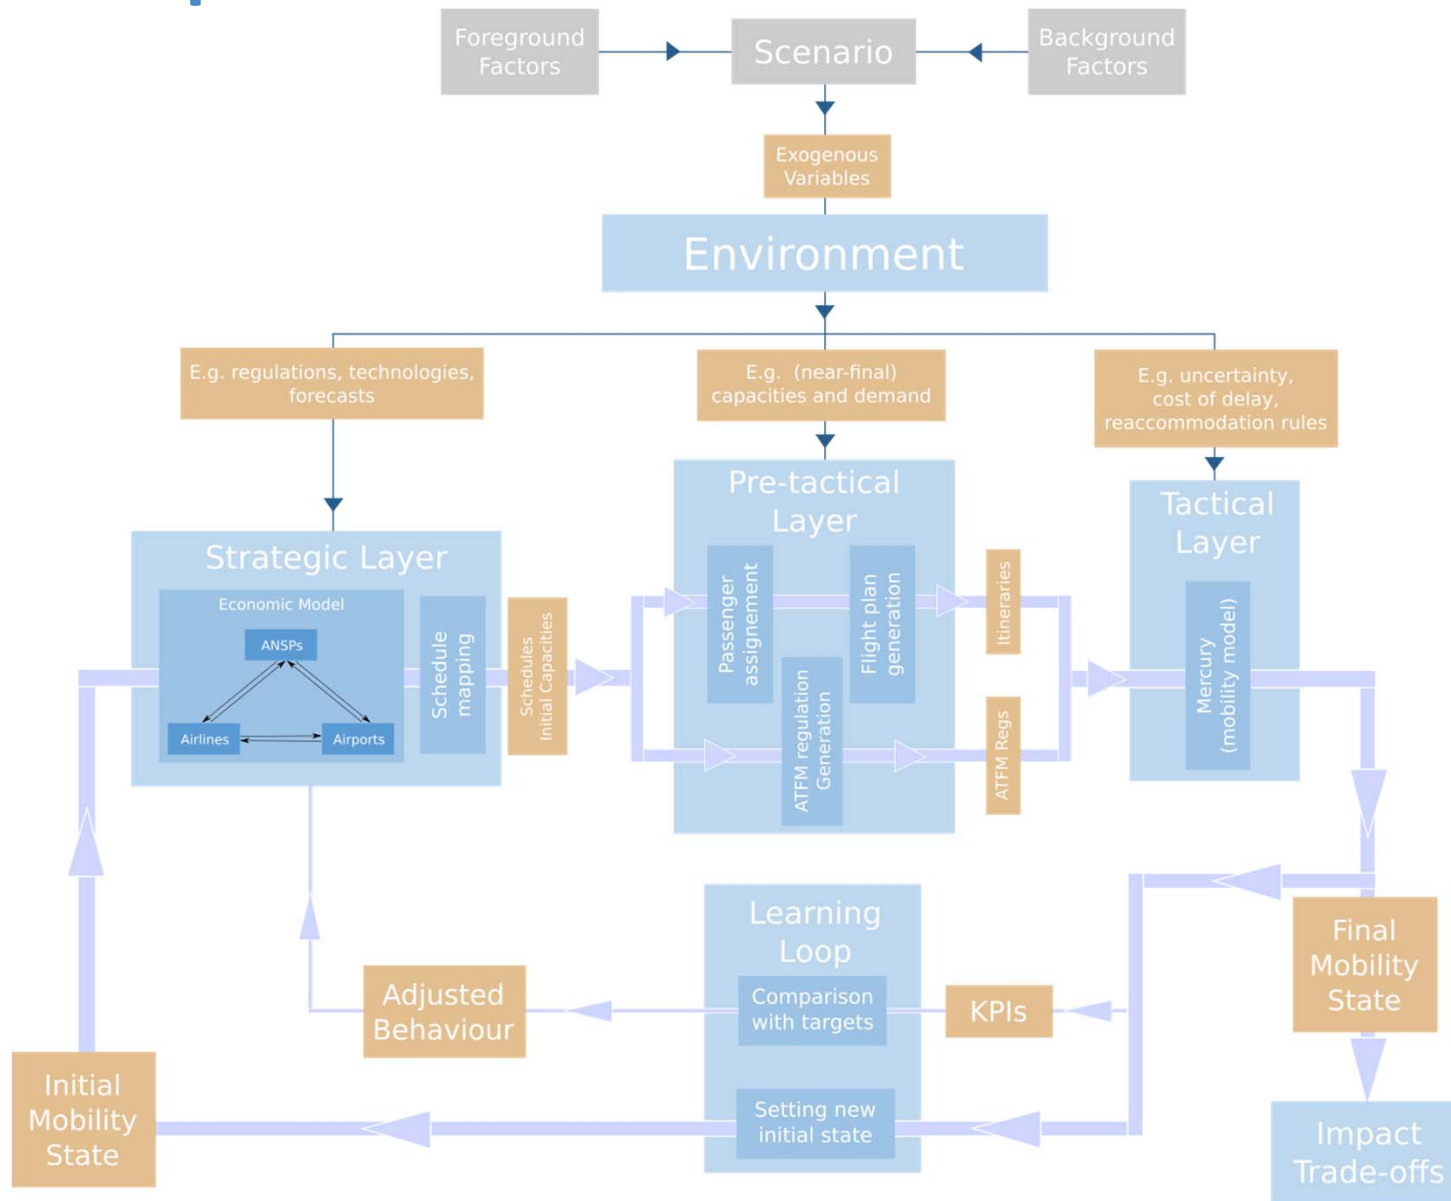 Foreground
Factors
Scenario
Background
Factors
Exogenous
Variables
Environment
E.g. regulations, technologies,
forecasts
E.g. (near-final)
capacities and demand
E.g. uncertainty,
cost of delay,
reaccommodation rules
Strategic Layer
Economic Model
ANSPs
Airlines
Airports
Schedule
mapping
Schedules
Initial Capacities
Pre-tactical
Layer
Passenger
assignement
Flight plan
generation
ATFM regulation
Generation
Itineraries
ATFM Regs
Tactical
Layer
Mercury
(mobility model)
Learning
Loop
Comparison
with targets
KPIs
Adjusted
Behaviour
Setting new
initial state
Initial
Mobility
State
Final
Mobility
State
Impact
Trade-offs